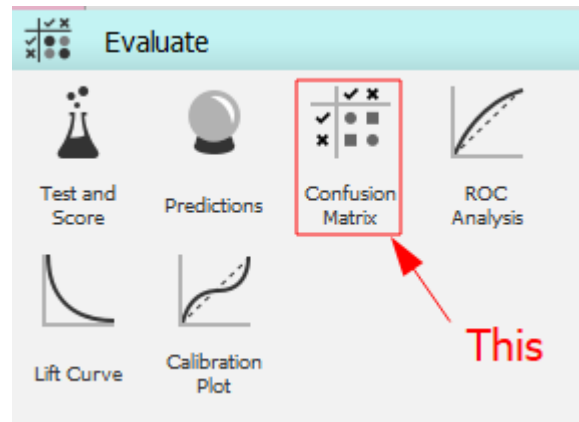 Evaluate
Test and
Score
Predictions
Confusion
Matrix
ROC
Analysis
Lift Curve
Calibration
Plot
This